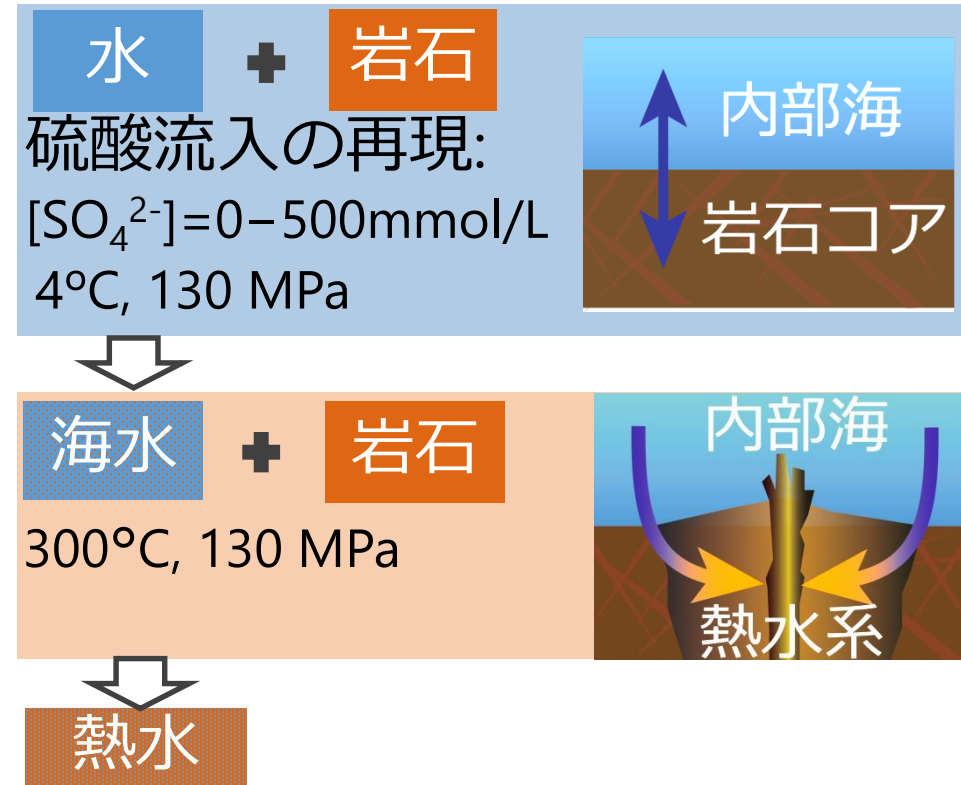 水 + 岩石
硫酸流入の再現:
[SO₄²⁻]=0−500mmol/L
4ºC, 130 MPa
内部海
岩石コア
海水 + 岩石
300°C, 130 MPa
内部海
熱水系
熱水